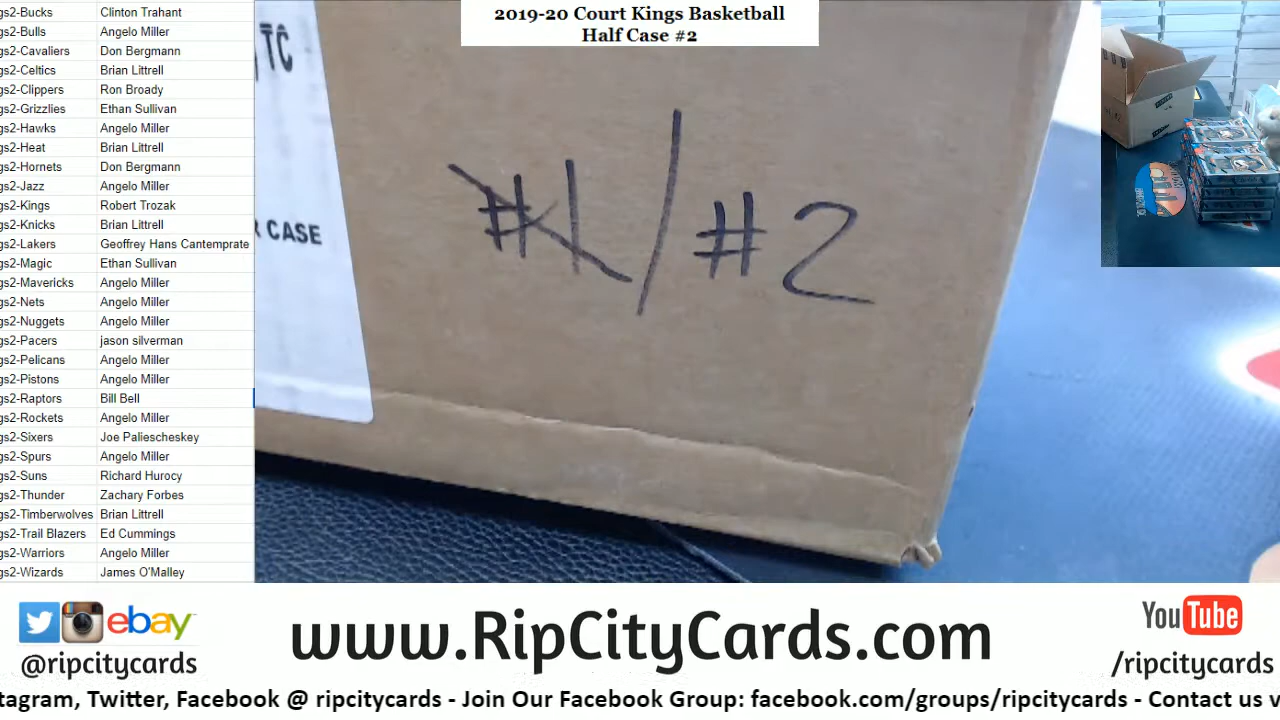 2019-20 Court Kings Basketball
Half Case #2
gs2-Bucks Clinton Trahant
gs2-Bulls Angelo Miller
gs2-Cavaliers Don Bergmann
gs2-Celtics Brian Littrell
gs2-Clippers Ron Broady
gs2-Grizzlies Ethan Sullivan
gs2-Hawks Angelo Miller
gs2-Heat Brian Littrell
gs2-Hornets Don Bergmann
gs2-Jazz Angelo Miller
gs2-Kings Robert Trozak
gs2-Knicks Brian Littrell
gs2-Lakers Geoffrey Hans Cantemprate
gs2-Magic Ethan Sullivan
gs2-Mavericks Angelo Miller
gs2-Nets Angelo Miller
gs2-Nuggets Angelo Miller
gs2-Pacers jason silverman
gs2-Pelicans Angelo Miller
gs2-Pistons Angelo Miller
gs2-Raptors Bill Bell
gs2-Rockets Angelo Miller
gs2-Sixers Joe Paliescheskey
gs2-Spurs Angelo Miller
gs2-Suns Richard Hurocy
gs2-Thunder Zachary Forbes
gs2-Timberwolves Brian Littrell
gs2-Trail Blazers Ed Cummings
gs2-Warriors Angelo Miller
gs2-Wizards James O'Malley
TC
R CASE
#1/#2
ebay
@ripcitycards
www.RipCityCards.com
YouTube
/ripcitycards
stagram, Twitter, Facebook @ ripcitycards - Join Our Facebook Group: facebook.com/groups/ripcitycards - Contact us v